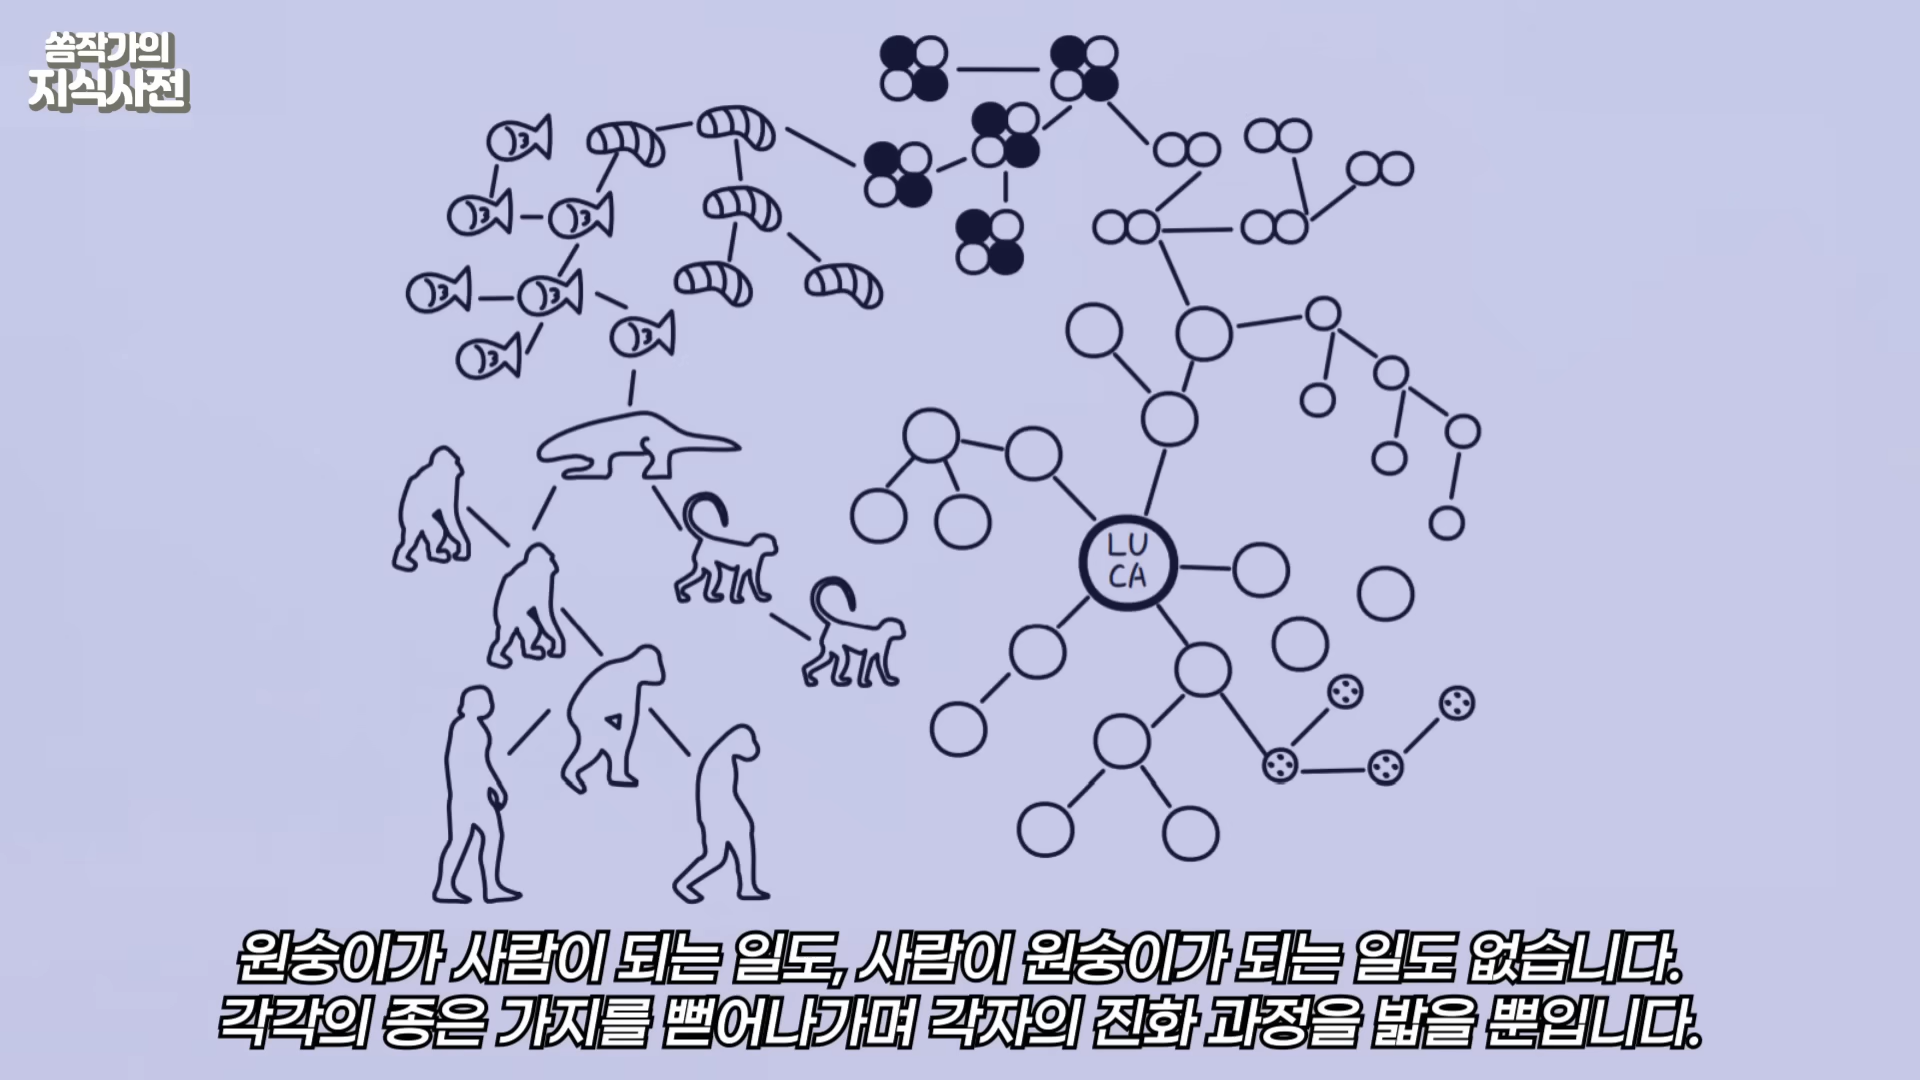 쏨작가의
지식사전
LU
CA
원숭이가 사람이 되는 일도, 사람이 원숭이가 되는 일도 없습니다.
각각의 종은 가지를 뻗어나가며 각자의 진화 과정을 밟을 뿐입니다.